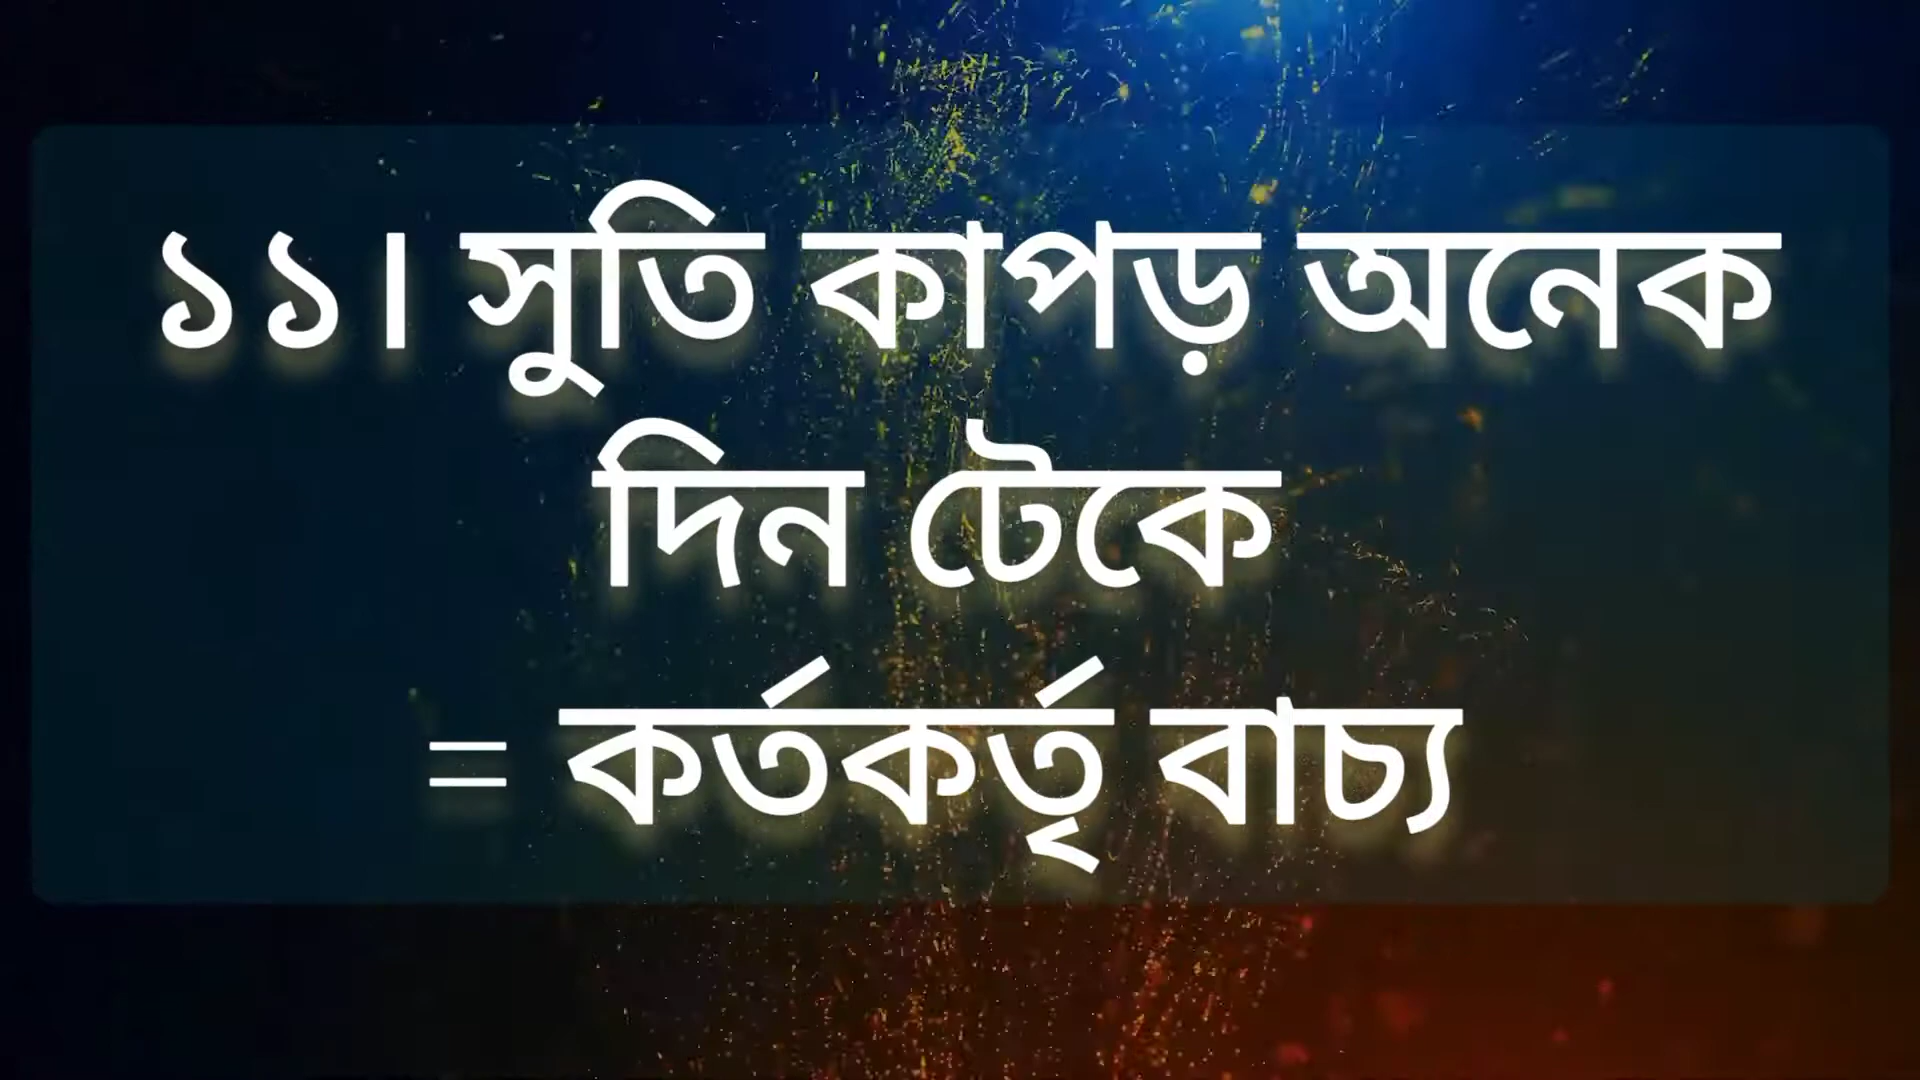 ১১। সুতি কাপড় অনেক
দিন টেকে
= কর্তকর্তৃ বাচ্য